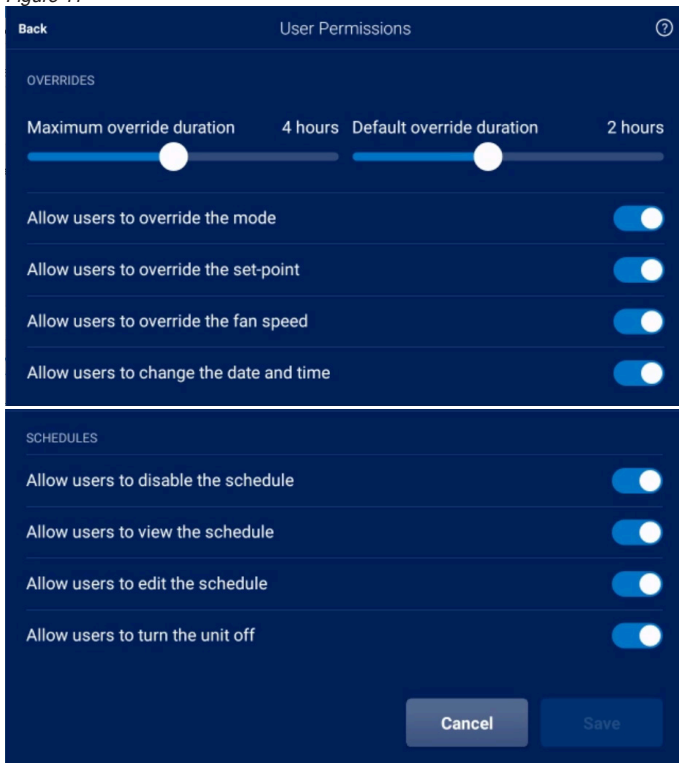 Back User Permissions ?
OVERRIDES
Maximum override duration 4 hours Default override duration 2 hours
Allow users to override the mode
Allow users to override the set-point
Allow users to override the fan speed
Allow users to change the date and time
SCHEDULES
Allow users to disable the schedule
Allow users to view the schedule
Allow users to edit the schedule
Allow users to turn the unit off
Cancel Save